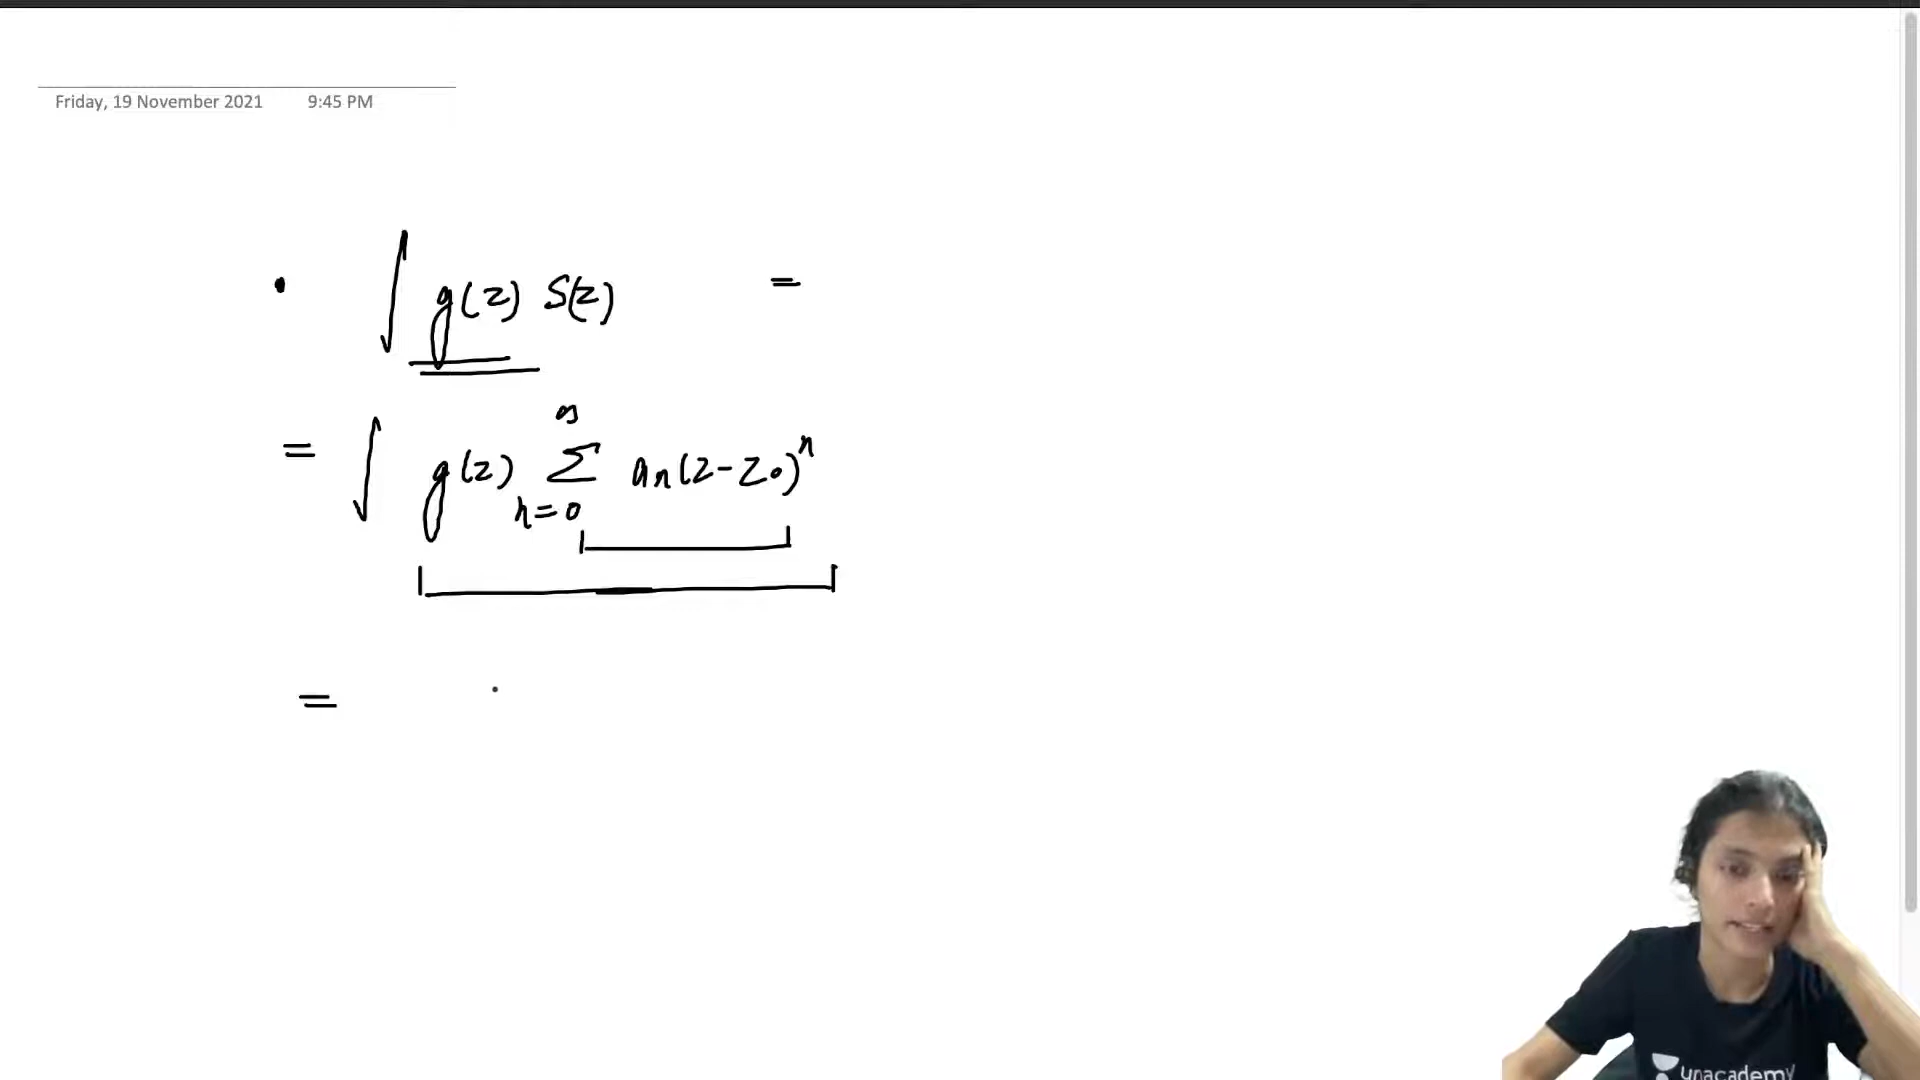 Friday, 19 November 2021 9:45 PM
• ∫ g(z) S(z) =
= ∫ g(z) ∑_{n=0}^{∞} an(z-z0)^n
=
unacademy